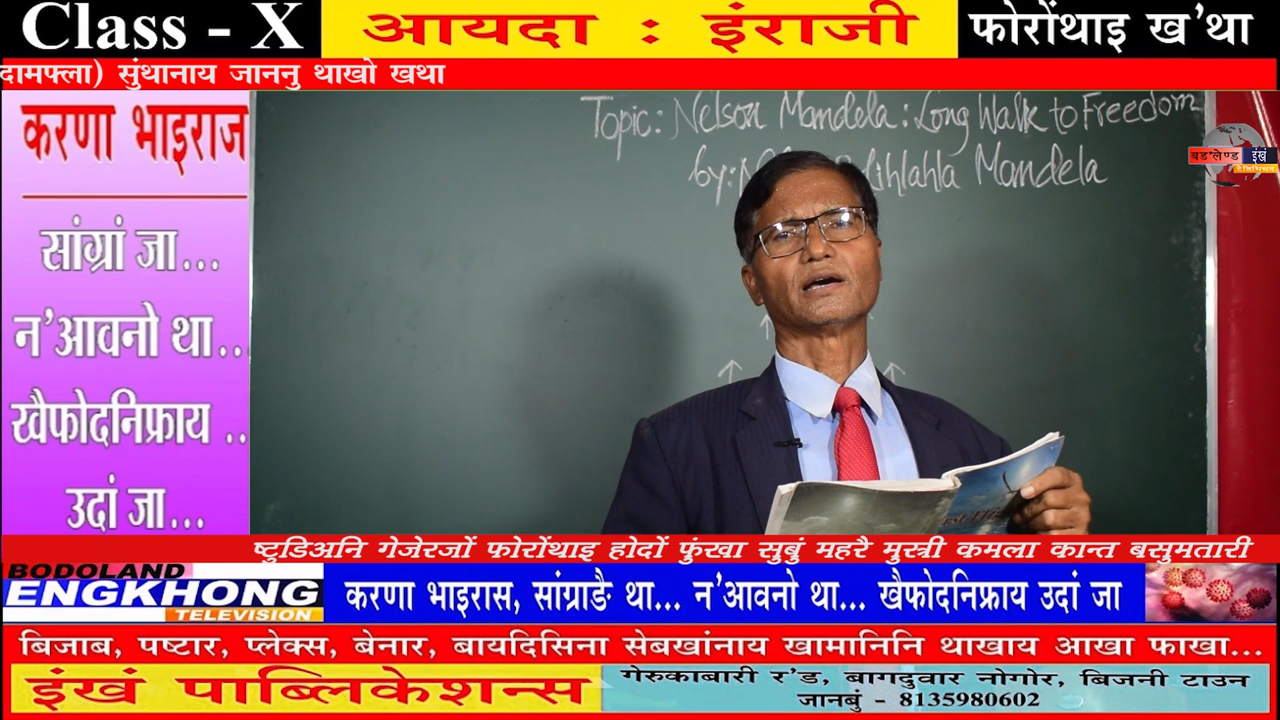 Class - X
आयदा : इंराजी
फोरोंथाइ ख'था
दामफ्ला) सुंथानाय जाननु थाखो खथा
करणा भाइराज
सांग्रां जा...
न'आवनो था...
खैफोदनिफ्राय ..
उदां जा...
Topic: Nelson Mandela: Long Walk to Freedom
by: Mandela
बड'लेण्ड इंखं
टेलिभिसन
ष्टुडिअनि गेजेरजों फोरोंथाइ होदों फुंखा सुबुं महरै मुस्त्री कमला कान्त बसुमतारी
BODOLAND
ENGKHONG
TELEVISION
करणा भाइरास, सांग्राङै था... न'आवनो था... खैफोदनिफ्राय उदां जा
बिजाब, पष्टार, प्लेक्स, बेनार, बायदिसिना सेबखांनाय खामानिनि थाखाय आखा फाखा...
इंखं पाब्लिकेशन्स
गेरुकाबारी र'ड, बागदुवार नोगोर, बिजनी टाउन
जानबुं - 8135980602